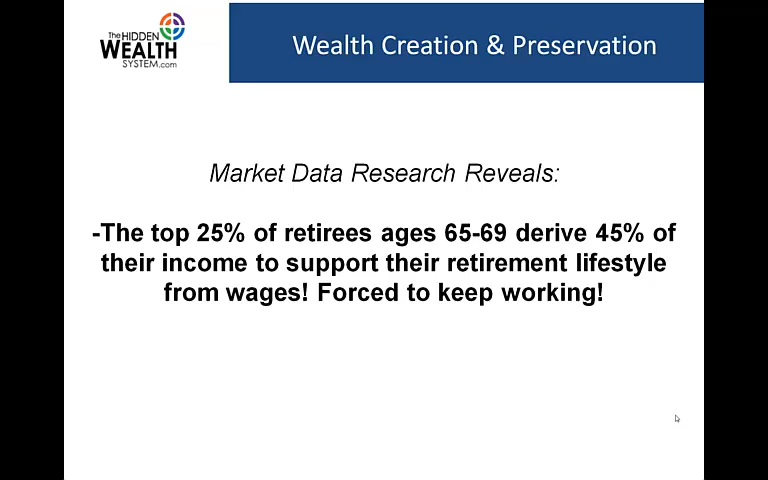 The HIDDEN
WEALTH
SYSTEM.com
Wealth Creation & Preservation
Market Data Research Reveals:
-The top 25% of retirees ages 65-69 derive 45% of
their income to support their retirement lifestyle
from wages! Forced to keep working!